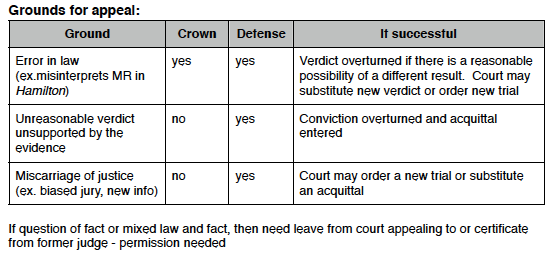 Grounds for appeal:
Ground Crown Defense If successful
Error in law yes yes Verdict overturned if there is a reasonable
(ex.misinterprets MR in possibility of a different result. Court may
Hamilton) substitute new verdict or order new trial
Unreasonable verdict no yes Conviction overturned and acquittal
unsupported by the entered
evidence
Miscarriage of justice no yes Court may order a new trial or substitute
(ex. biased jury, new info) an acquittal
If question of fact or mixed law and fact, then need leave from court appealing to or certificate
from former judge - permission needed